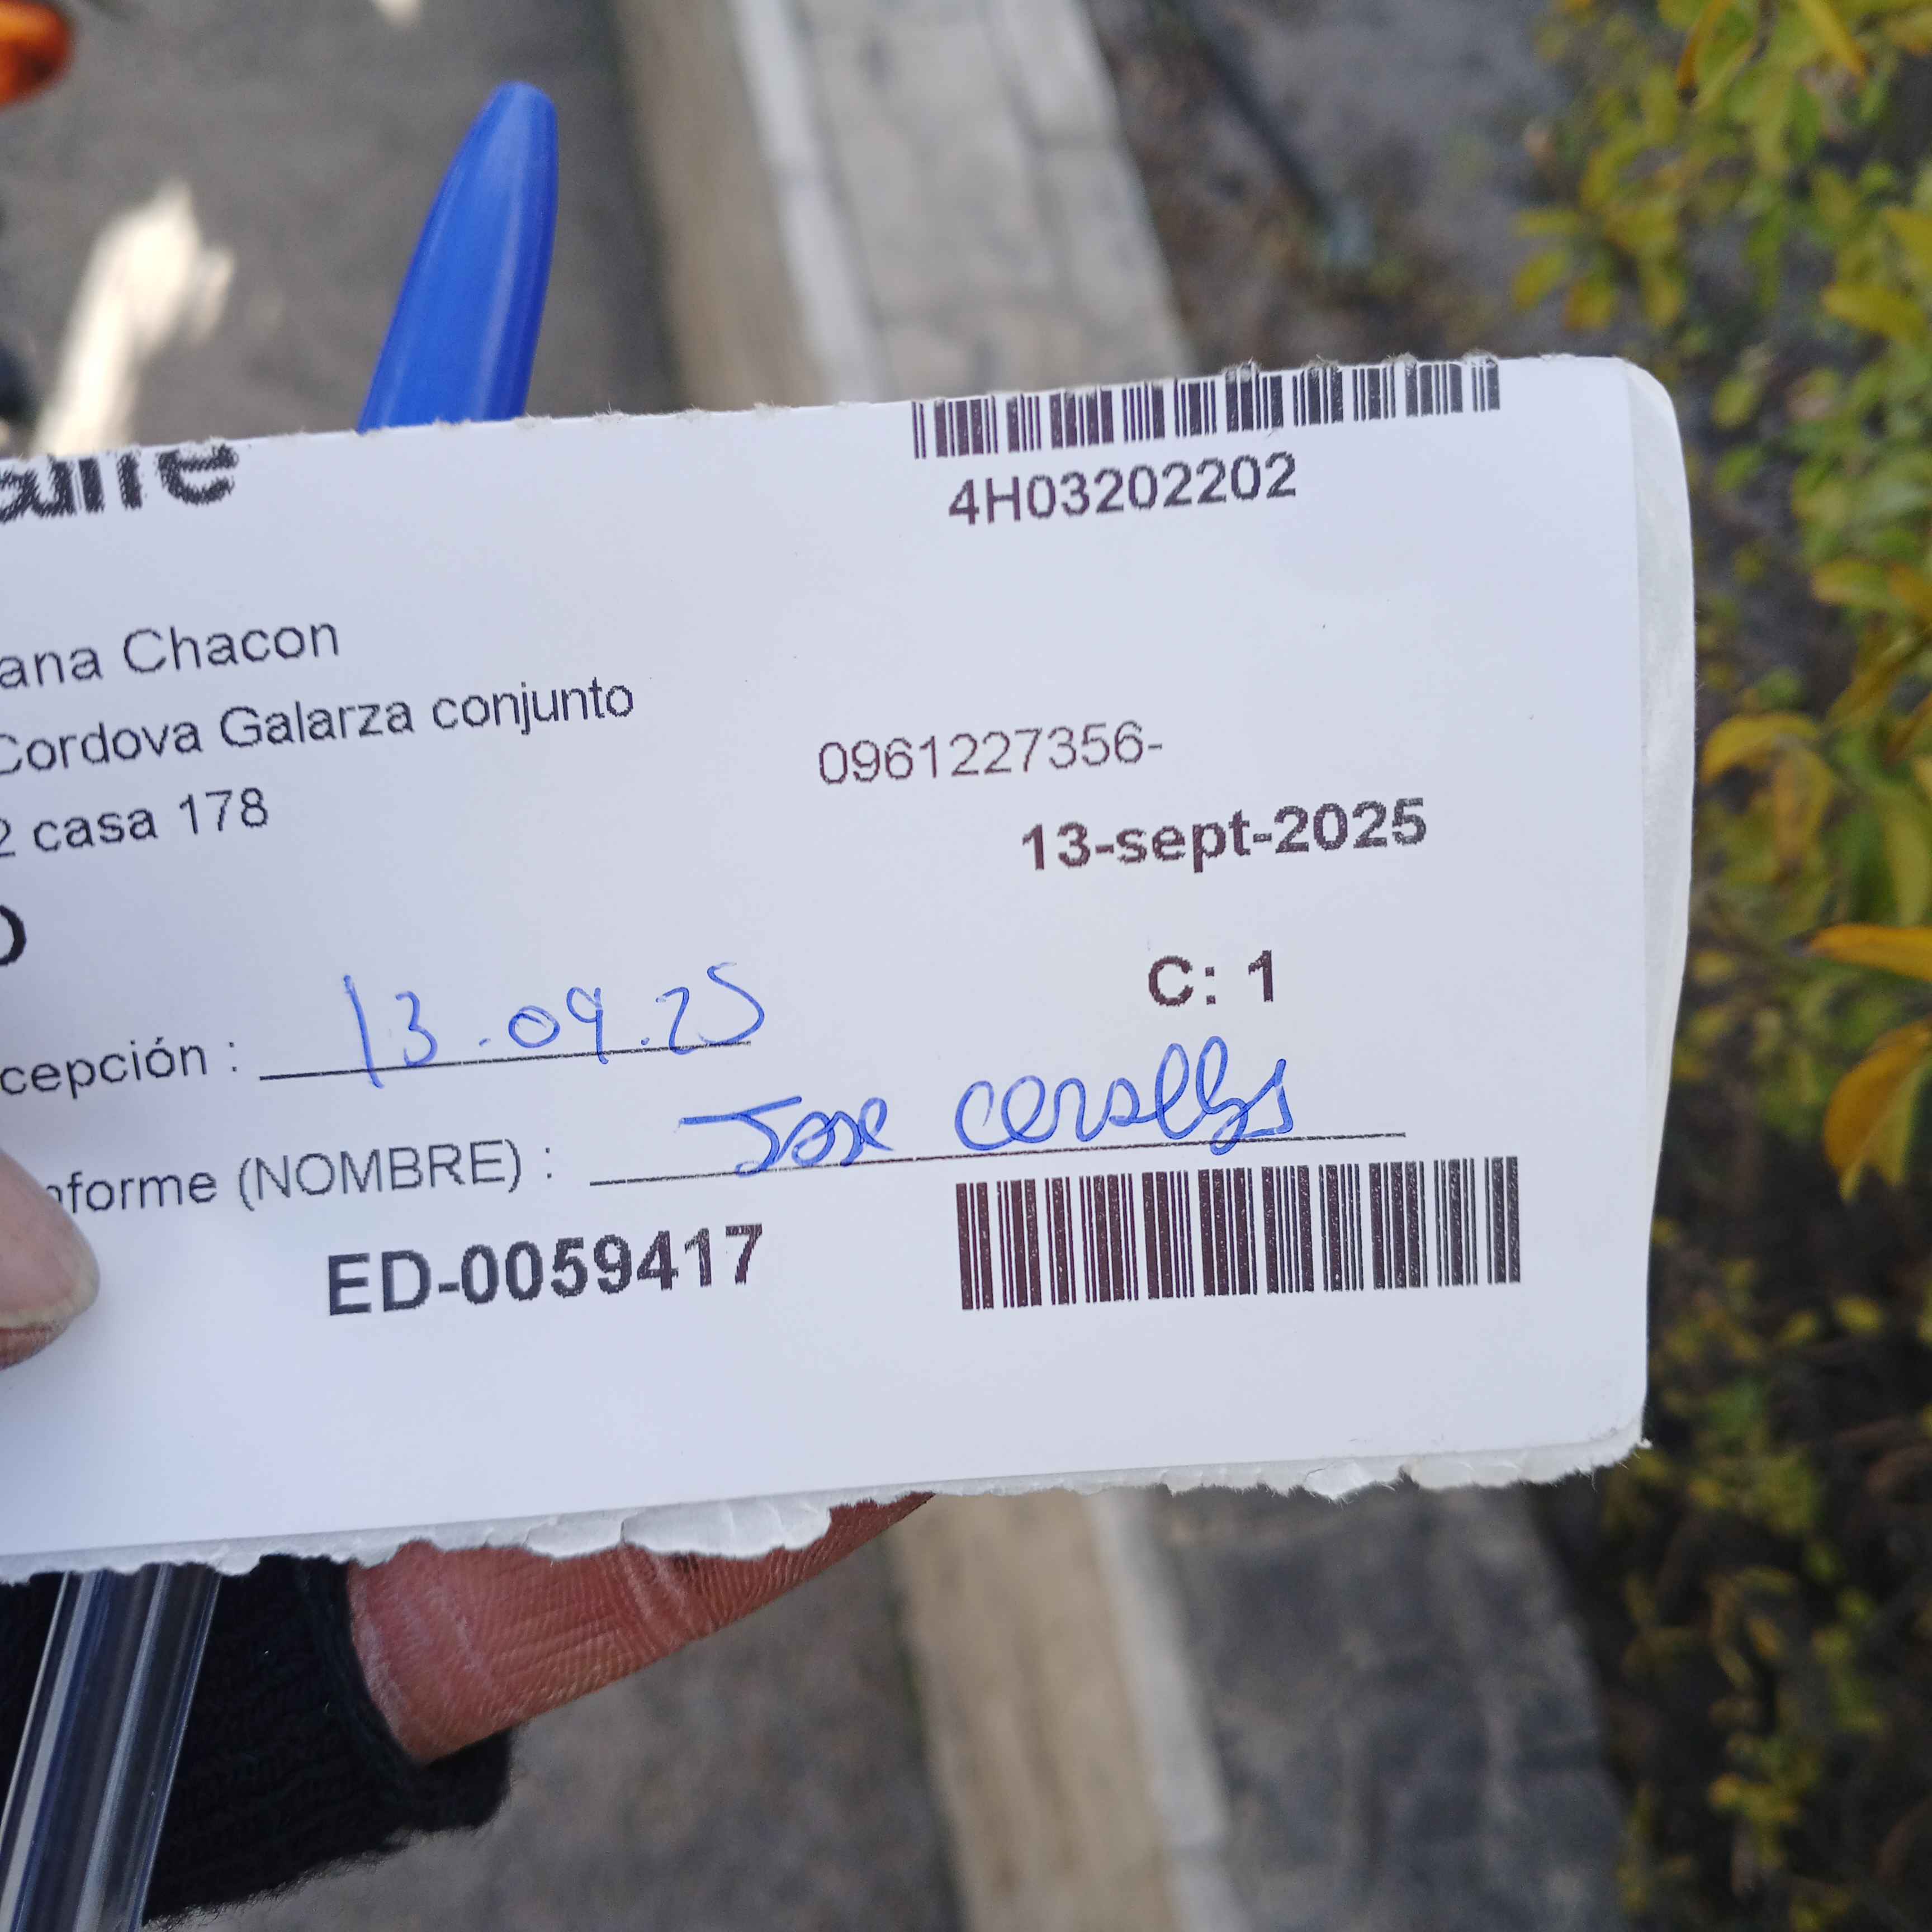 4H03202202
ana Chacon
Cordova Galarza conjunto
0961227356-
2 casa 178
13-sept-2025
O
C: 1
cepción : 13.09.25
nforme (NOMBRE) : Jose
ED-0059417